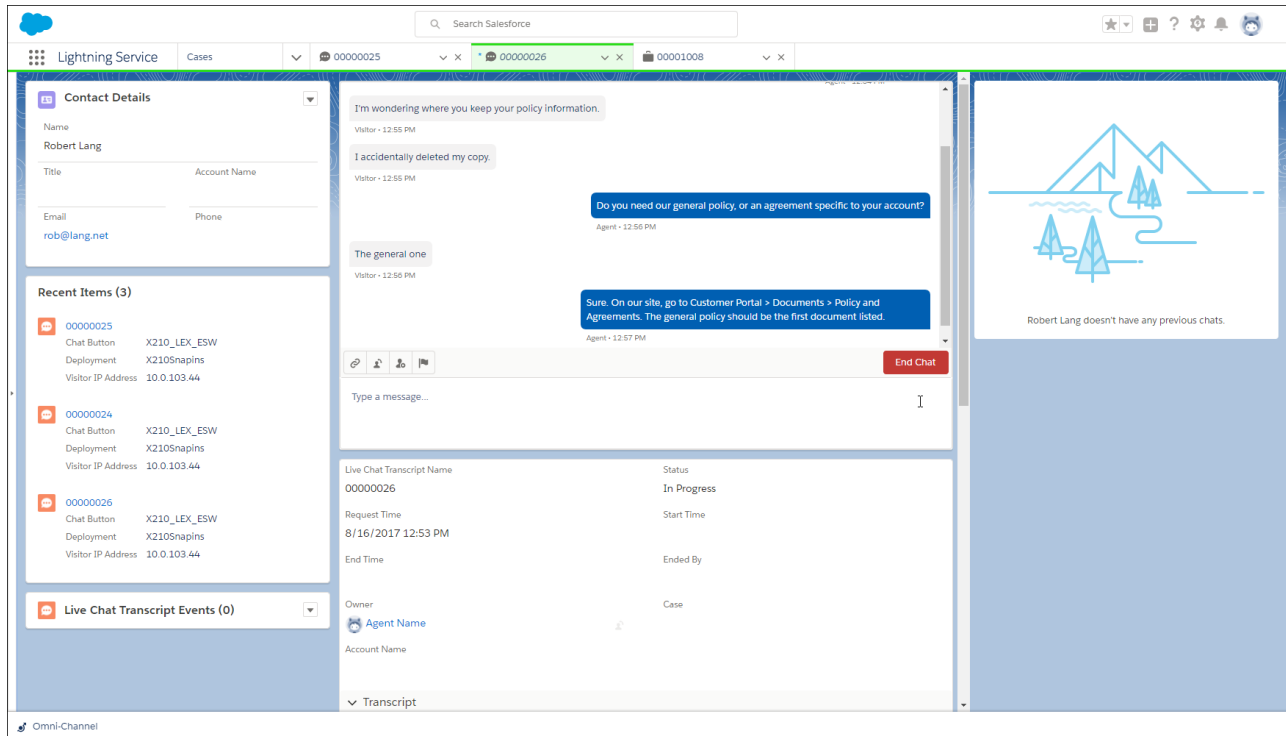 Search Salesforce
Lightning Service
Cases
00000025
* 00000026
00001008
Contact Details
Name
Robert Lang
Title
Account Name
Email
Phone
rob@lang.net
Recent Items (3)
00000025
Chat Button X210_LEX_ESW
Deployment X210Snapins
Visitor IP Address 10.0.103.44
00000024
Chat Button X210_LEX_ESW
Deployment X210Snapins
Visitor IP Address 10.0.103.44
00000026
Chat Button X210_LEX_ESW
Deployment X210Snapins
Visitor IP Address 10.0.103.44
Live Chat Transcript Events (0)
I'm wondering where you keep your policy information.
Visitor • 12:55 PM
I accidentally deleted my copy.
Visitor • 12:55 PM
Do you need our general policy, or an agreement specific to your account?
Agent • 12:56 PM
The general one
Visitor • 12:56 PM
Sure. On our site, go to Customer Portal > Documents > Policy and
Agreements. The general policy should be the first document listed.
Agent • 12:57 PM
End Chat
Type a message...
Live Chat Transcript Name
00000026
Status
In Progress
Request Time
8/16/2017 12:53 PM
Start Time
End Time
Ended By
Owner
Agent Name
Case
Account Name
Transcript
Robert Lang doesn't have any previous chats.
Omni-Channel